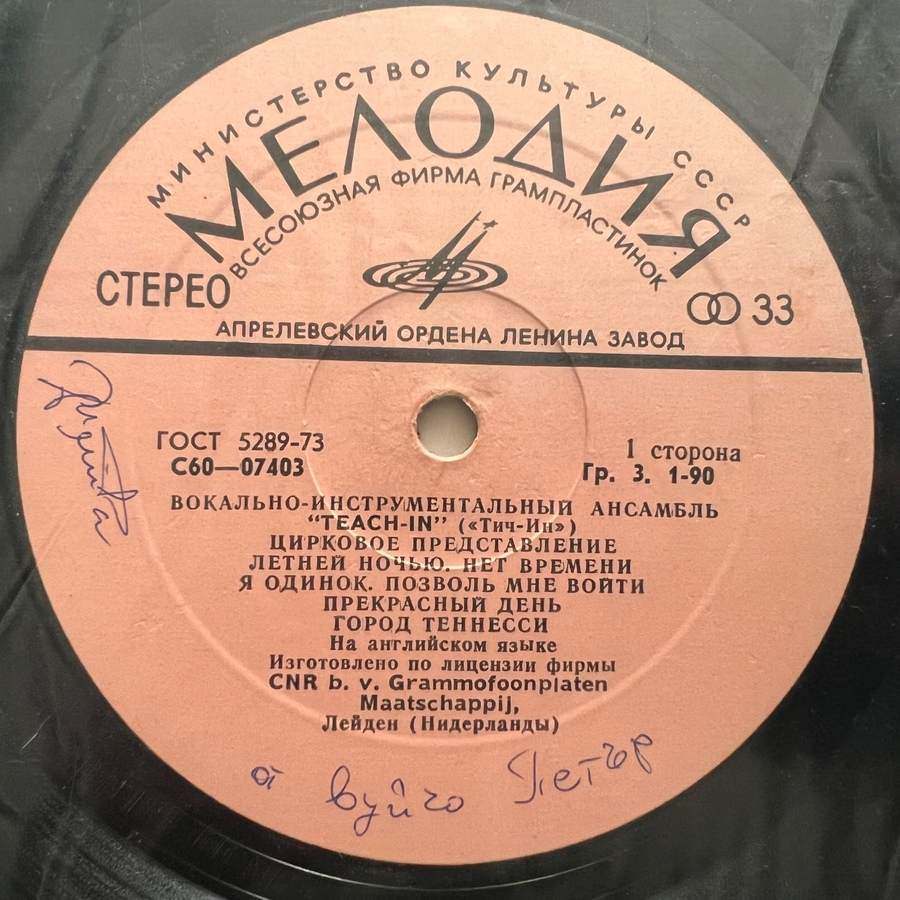 МИНИСТЕРСТВО КУЛЬТУРЫ СССР
МЕЛОДИЯ
ВСЕСОЮЗНАЯ ФИРМА ГРАМПЛАСТИНОК
СТЕРЕО
33
АПРЕЛЕВСКИЙ ОРДЕНА ЛЕНИНА ЗАВОД
ГОСТ 5289-73
С60—07403
1 сторона
Гр. 3. 1-90
ВОКАЛЬНО-ИНСТРУМЕНТАЛЬНЫЙ АНСАМБЛЬ
"TEACH-IN" («Тич-Ин»)
ЦИРКОВОЕ ПРЕДСТАВЛЕНИЕ
ЛЕТНЕЙ НОЧЬЮ. НЕТ ВРЕМЕНИ
Я ОДИНОК. ПОЗВОЛЬ МНЕ ВОЙТИ
ПРЕКРАСНЫЙ ДЕНЬ
ГОРОД ТЕННЕССИ
На английском языке
Изготовлено по лицензии фирмы
CNR b. v. Grammofoonplaten
Maatschappij,
Лейден (Нидерланды)
от вуйчо Петър